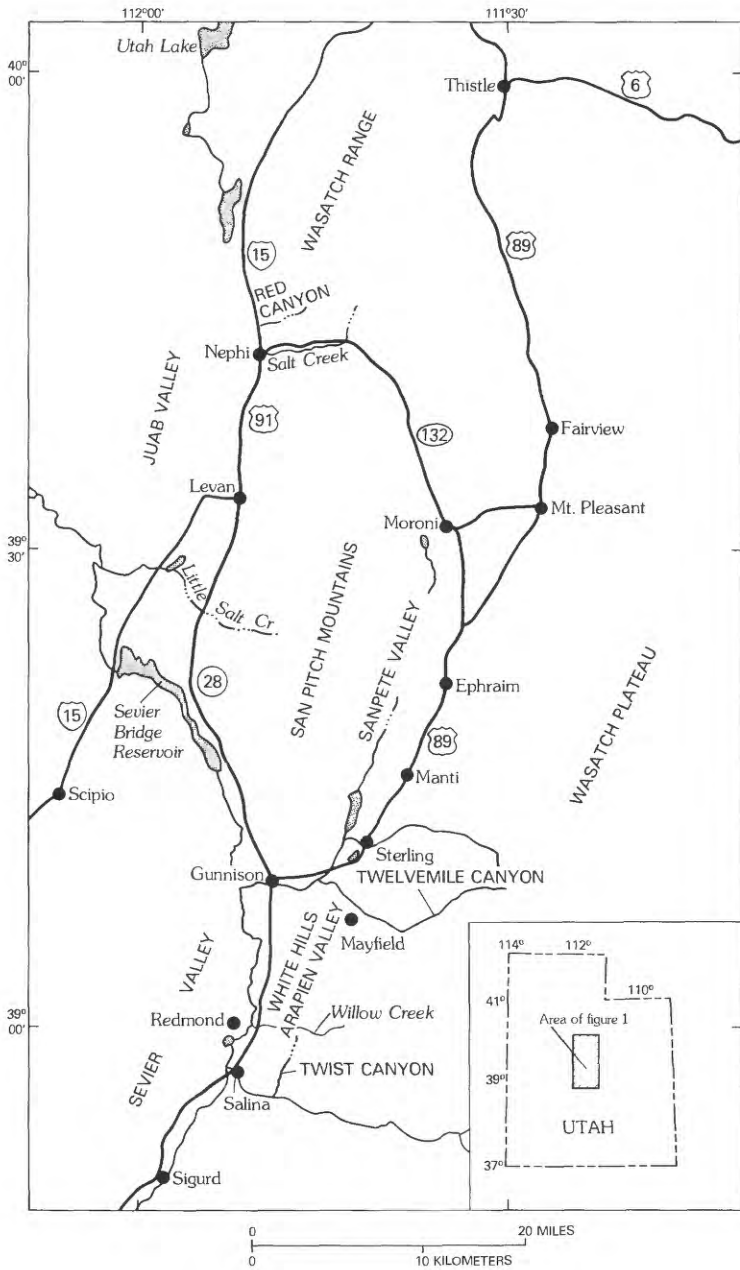 112°00'
111°30'
Utah Lake
40°
00'
Thistle
6
WASATCH RANGE
89
15
RED
CANYON
Nephi
Salt Creek
JUAB VALLEY
91
132
Fairview
Levan
Mt. Pleasant
Moroni
39°
30'
Little
Salt Cr
SAN PITCH MOUNTAINS
SANPETE VALLEY
28
Ephraim
15
Sevier
Bridge
Reservoir
89
WASATCH PLATEAU
Manti
Scipio
Sterling
Gunnison
TWELVEMILE CANYON
Mayfield
WHITE HILLS
ARAPIEN VALLEY
SEVIER VALLEY
Redmond
Willow Creek
39°
00'
TWIST CANYON
Salina
Sigurd
114°
112°
110°
41°
Area of figure 1
39°
UTAH
37°
0
20 MILES
0
10 KILOMETERS